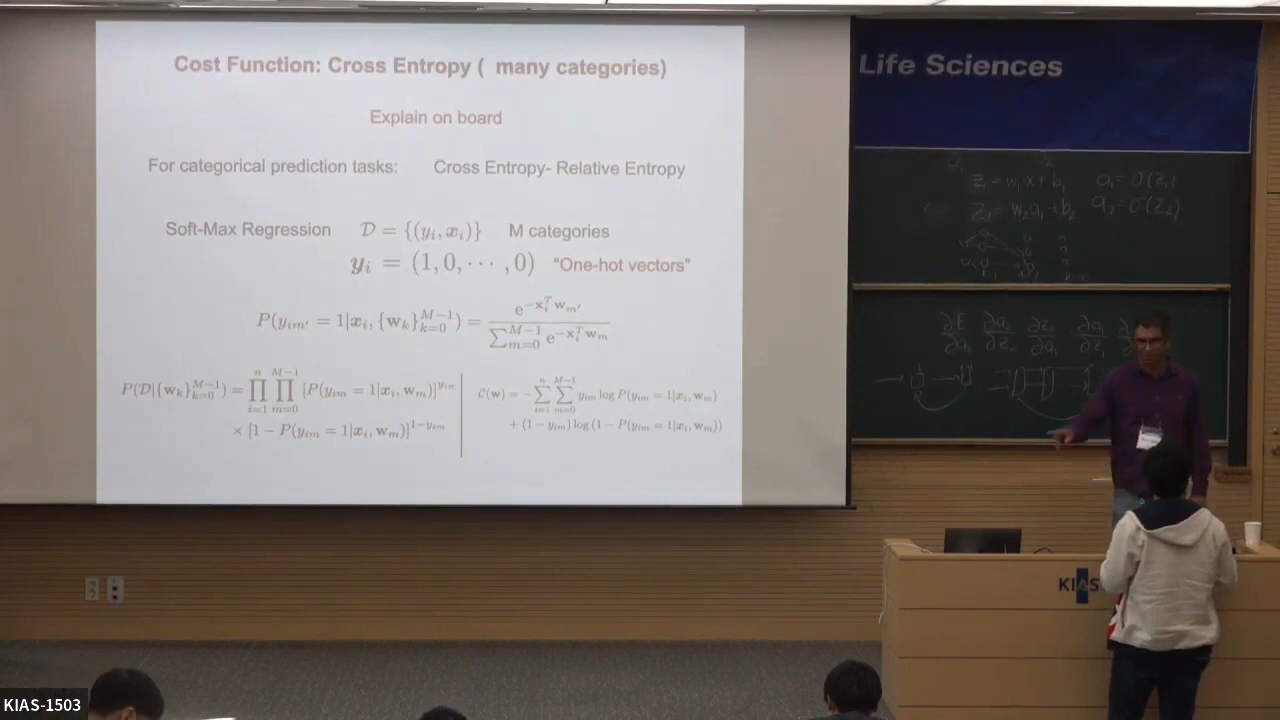 Cost Function: Cross Entropy ( many categories)
Explain on board
For categorical prediction tasks: Cross Entropy- Relative Entropy
Soft-Max Regression 𝒟 = {(y_i, x_i)} M categories
y_i = (1, 0, ⋯ , 0) "One-hot vectors"
P(y_{im'} = 1|x_i, {w_k}_{k=0}^{M−1}) = e^{−x_i^T w_{m'}} / ∑_{m=0}^{M−1} e^{−x_i^T w_m}
P(𝒟|{w_k}_{k=0}^{M−1}) = ∏_{i=1}^{n} ∏_{m=0}^{M−1} [P(y_{im} = 1|x_i, w_m)]^{y_{im}}
× [1 − P(y_{im} = 1|x_i, w_m)]^{1−y_{im}}
𝒞(w) = − ∑_{i=1}^{n} ∑_{m=0}^{M−1} y_{im} log P(y_{im} = 1|x_i, w_m)
+ (1 − y_{im}) log (1 − P(y_{im} = 1|x_i, w_m))
Life Sciences
z_1 = w_1 x + b_1 a_1 = σ(z_1)
z_2 = w_2 a_1 + b_2 a_2 = σ(z_2)
KIAS
KIAS-1503